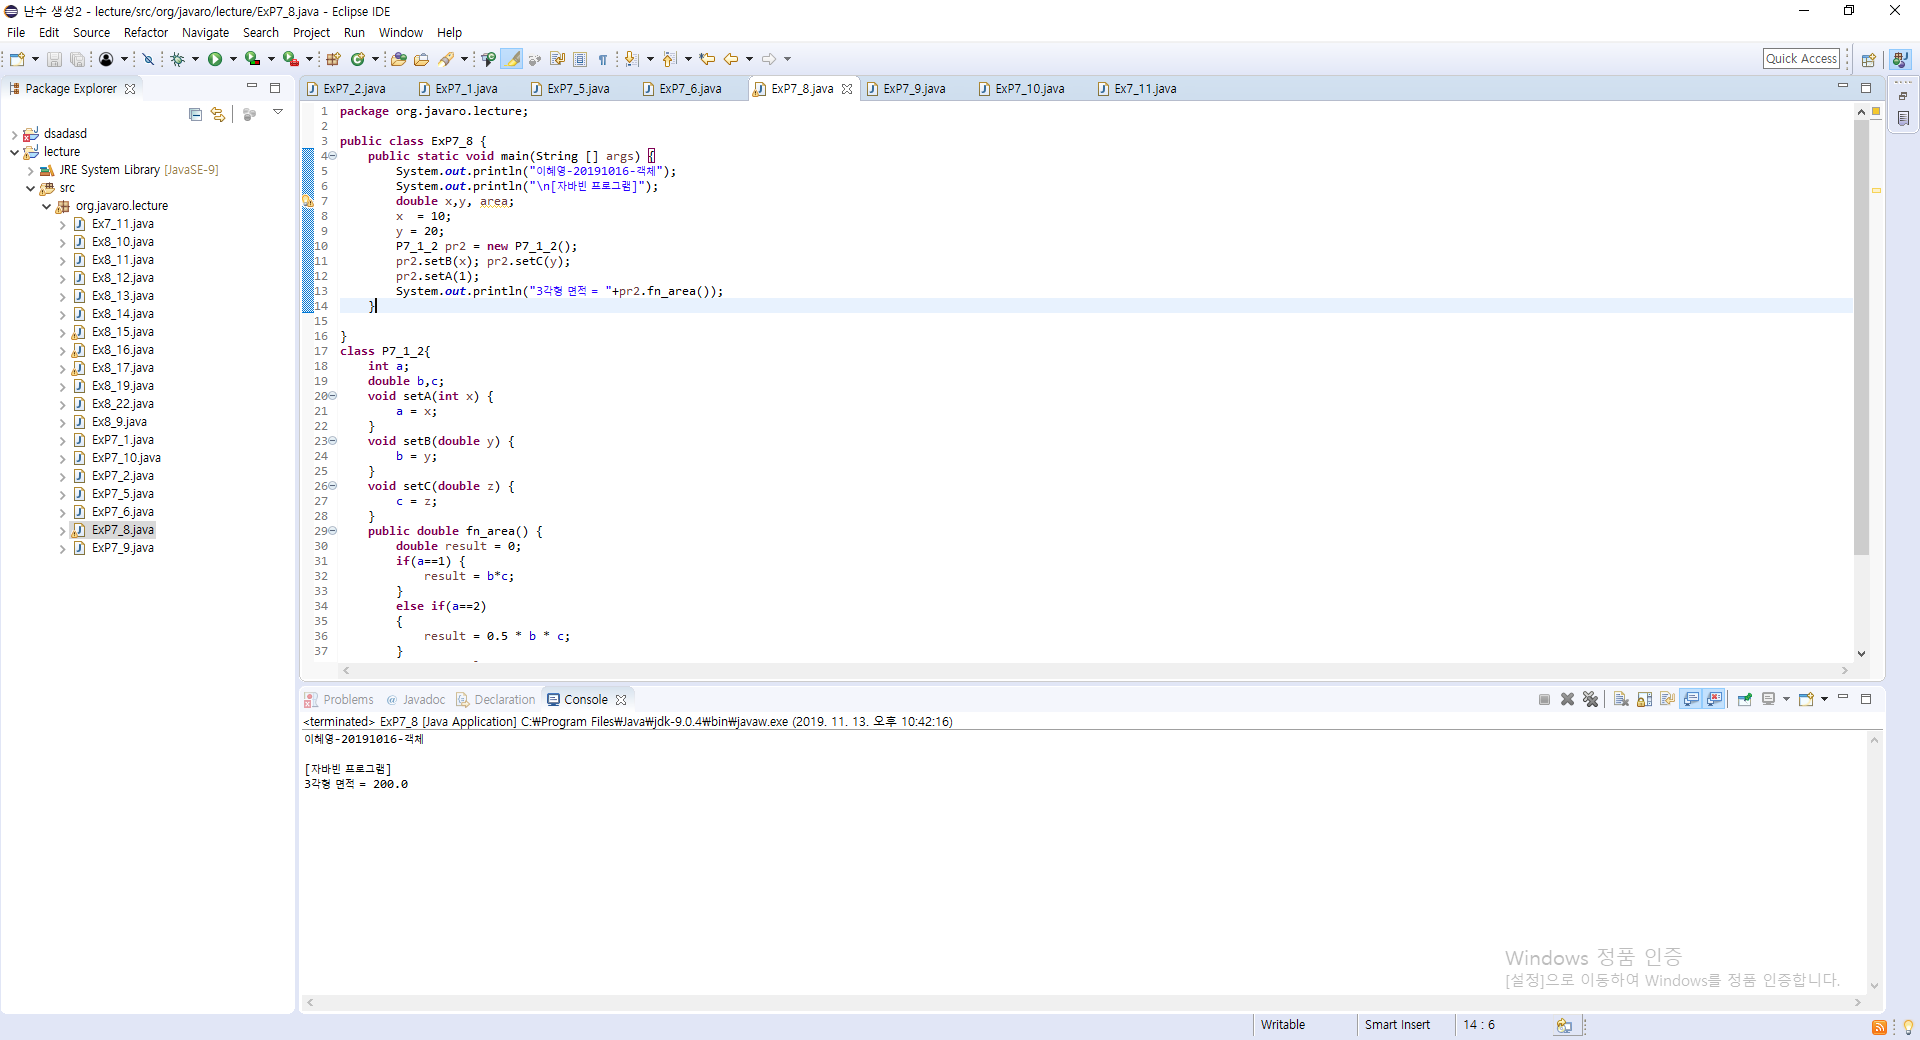 난수 생성2 - lecture/src/org/javaro/lecture/ExP7_8.java - Eclipse IDE
File Edit Source Refactor Navigate Search Project Run Window Help
Quick Access
Package Explorer
dsadasd
lecture
JRE System Library [JavaSE-9]
src
org.javaro.lecture
Ex7_11.java
Ex8_10.java
Ex8_11.java
Ex8_12.java
Ex8_13.java
Ex8_14.java
Ex8_15.java
Ex8_16.java
Ex8_17.java
Ex8_19.java
Ex8_22.java
Ex8_9.java
ExP7_1.java
ExP7_10.java
ExP7_2.java
ExP7_5.java
ExP7_6.java
ExP7_8.java
ExP7_9.java
ExP7_2.java ExP7_1.java ExP7_5.java ExP7_6.java ExP7_8.java ExP7_9.java ExP7_10.java Ex7_11.java
1 package org.javaro.lecture;
2
3 public class ExP7_8 {
4 public static void main(String [] args) {
5 System.out.println("이혜영-20191016-객체");
6 System.out.println("\n[자바빈 프로그램]");
7 double x,y, area;
8 x  = 10;
9 y = 20;
10 P7_1_2 pr2 = new P7_1_2();
11 pr2.setB(x); pr2.setC(y);
12 pr2.setA(1);
13 System.out.println("3각형 면적 = "+pr2.fn_area());
14 }
15
16 }
17 class P7_1_2{
18 int a;
19 double b,c;
20 void setA(int x) {
21 a = x;
22 }
23 void setB(double y) {
24 b = y;
25 }
26 void setC(double z) {
27 c = z;
28 }
29 public double fn_area() {
30 double result = 0;
31 if(a==1) {
32 result = b*c;
33 }
34 else if(a==2)
35 {
36 result = 0.5 * b * c;
37 }
Problems @ Javadoc Declaration Console
<terminated> ExP7_8 [Java Application] C:₩Program Files₩Java₩jdk-9.0.4₩bin₩javaw.exe (2019. 11. 13. 오후 10:42:16)
이혜영-20191016-객체
[자바빈 프로그램]
3각형 면적 = 200.0
Windows 정품 인증
[설정]으로 이동하여 Windows를 정품 인증합니다.
Writable Smart Insert 14 : 6